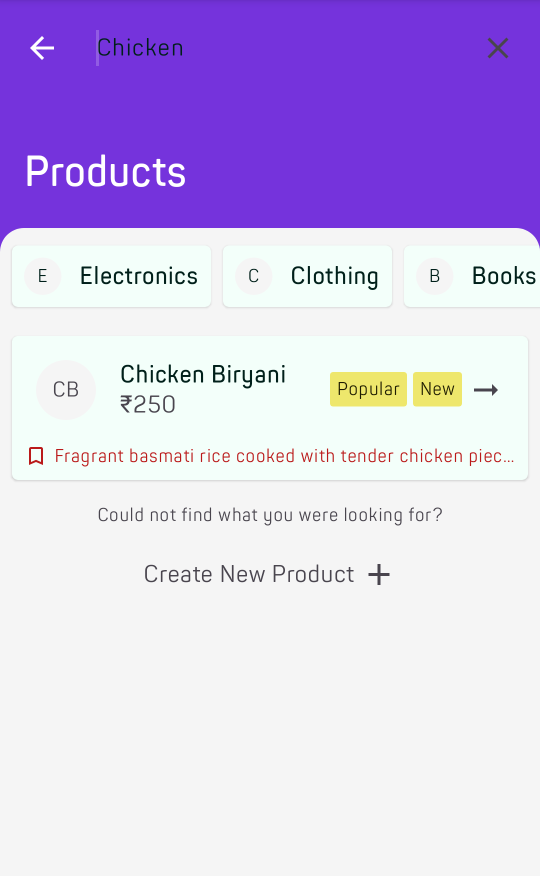 Chicken
Products
E Electronics C Clothing B Books
CB Chicken Biryani Popular New
₹250
Fragrant basmati rice cooked with tender chicken piec...
Could not find what you were looking for?
Create New Product +